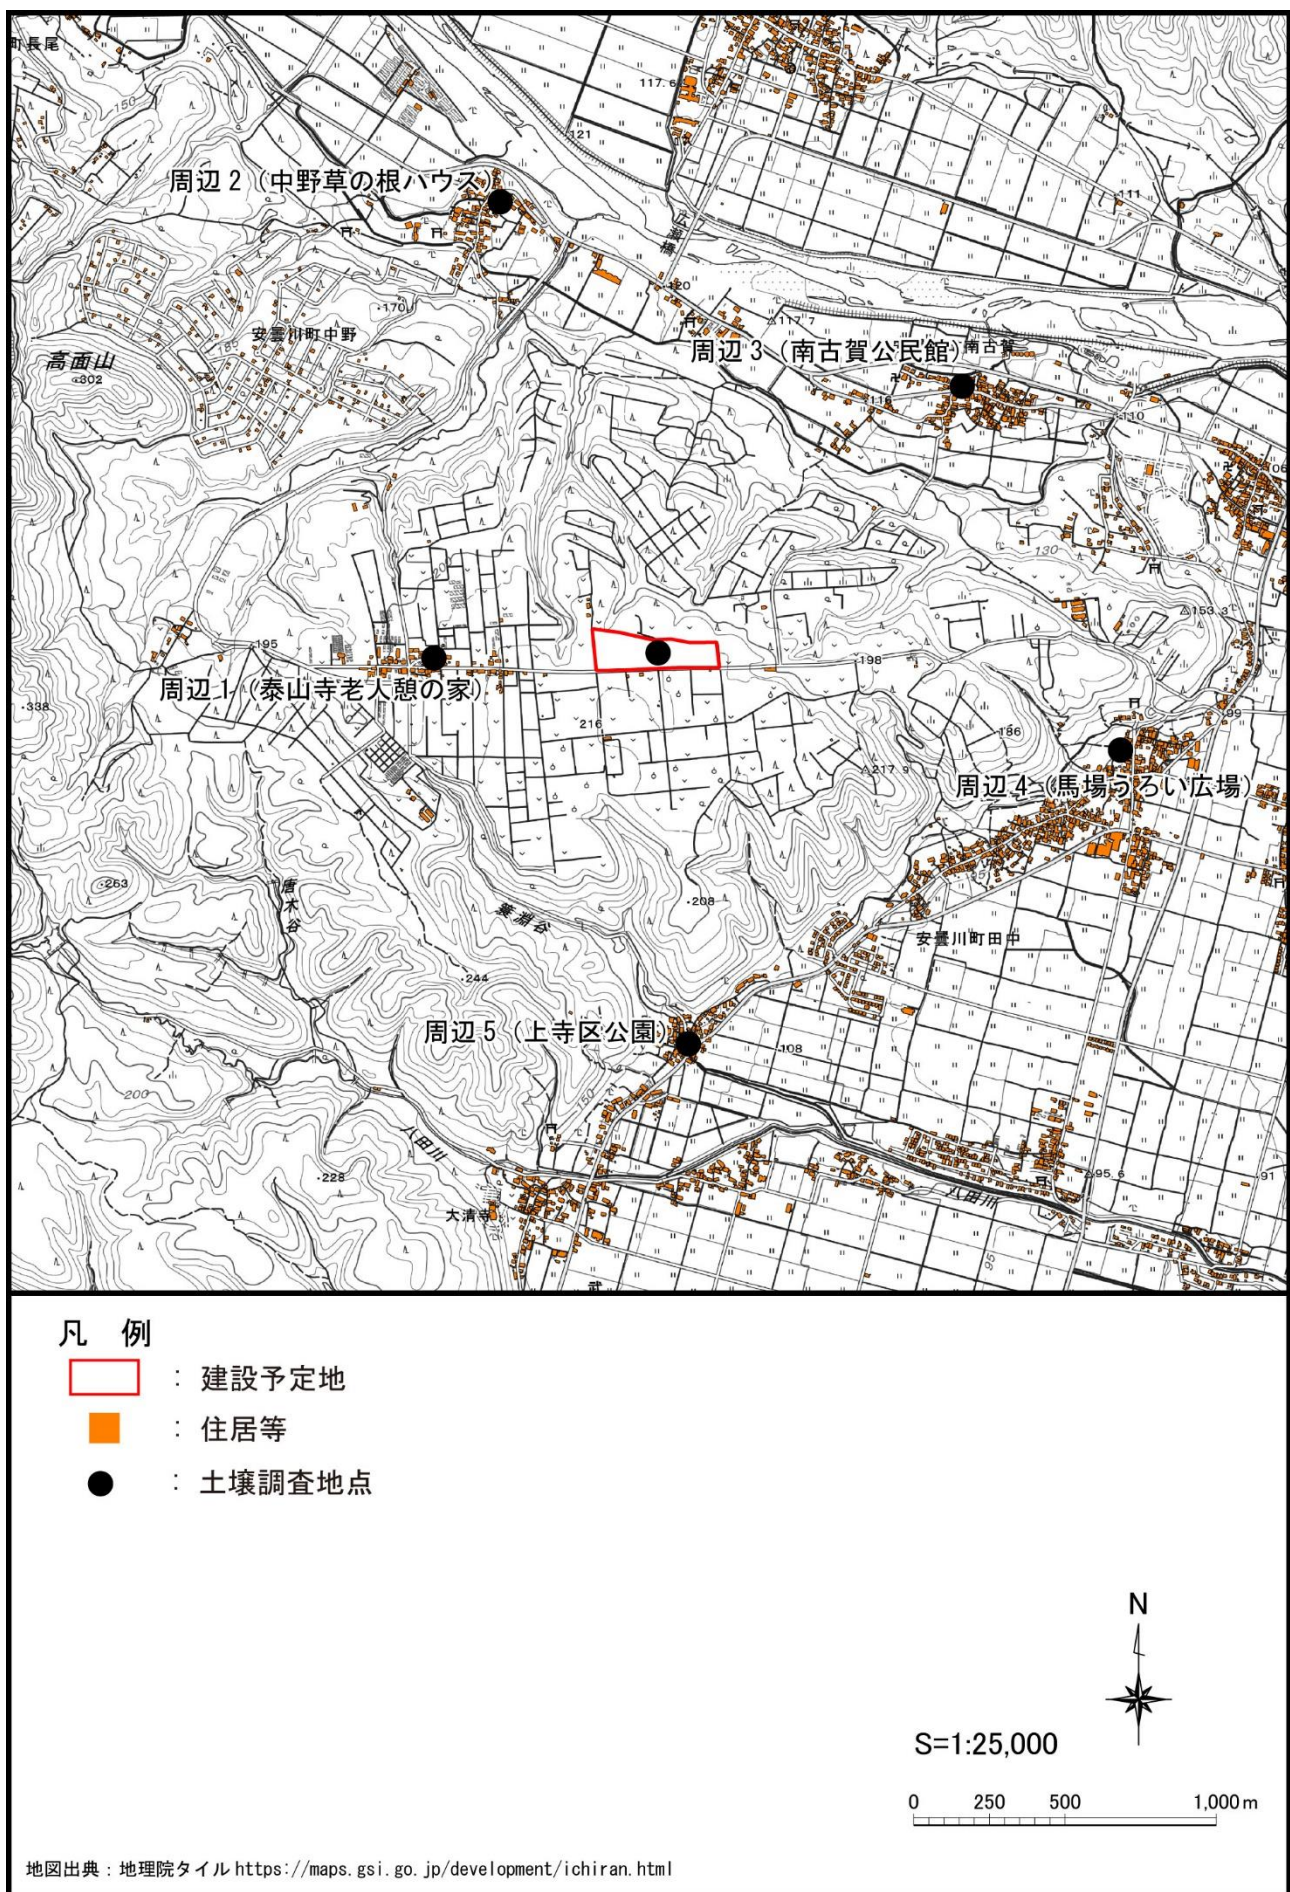 町長尾
150
117.6
121
111
周辺2（中野草の根ハウス）
広瀬橋
120
170
安曇川町中野
165
高面山
302
117.7
周辺3（南古賀公民館）
南古賀
116
110
130
153.3
195
198
周辺1（泰山寺老人憩の家）
338
216
186
99
217.9
周辺4（馬場うろい広場）
263
唐木谷
208
安曇川町田中
244
周辺5（上寺区公園）
108
150
200
八田川
228
95.6
91
大清寺
八田川
95
武
凡　例
： 建設予定地
： 住居等
： 土壌調査地点
N
S=1:25,000
0 250 500 1,000m
地図出典：地理院タイル https://maps.gsi.go.jp/development/ichiran.html